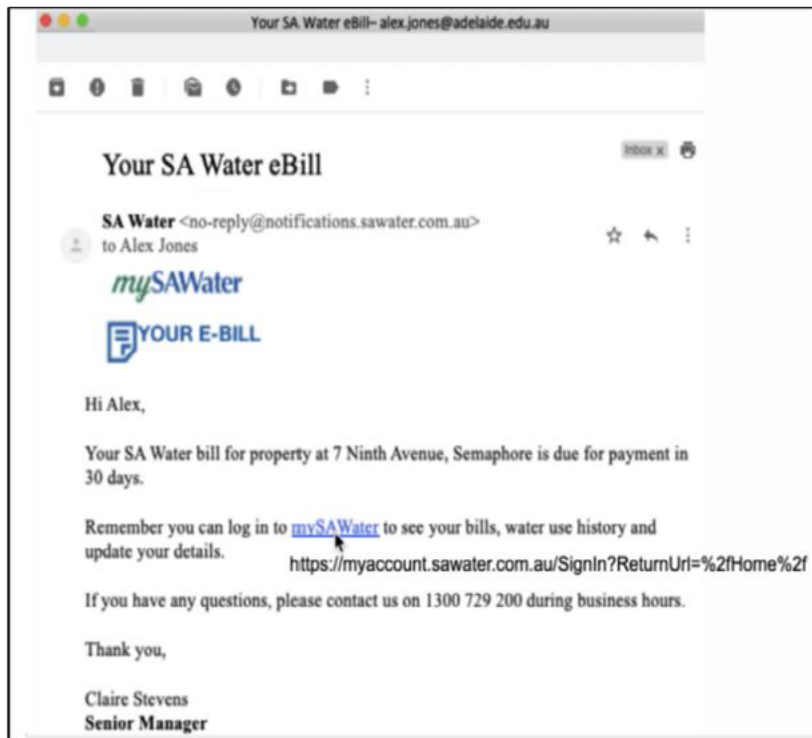 Your SA Water eBill– alex.jones@adelaide.edu.au
Your SA Water eBill
Inbox x
SA Water <no-reply@notifications.sawater.com.au>
to Alex Jones
mySAWater
YOUR E-BILL
Hi Alex,
Your SA Water bill for property at 7 Ninth Avenue, Semaphore is due for payment in
30 days.
Remember you can log in to mySAWater to see your bills, water use history and
update your details.
https://myaccount.sawater.com.au/SignIn?ReturnUrl=%2fHome%2f
If you have any questions, please contact us on 1300 729 200 during business hours.
Thank you,
Claire Stevens
Senior Manager